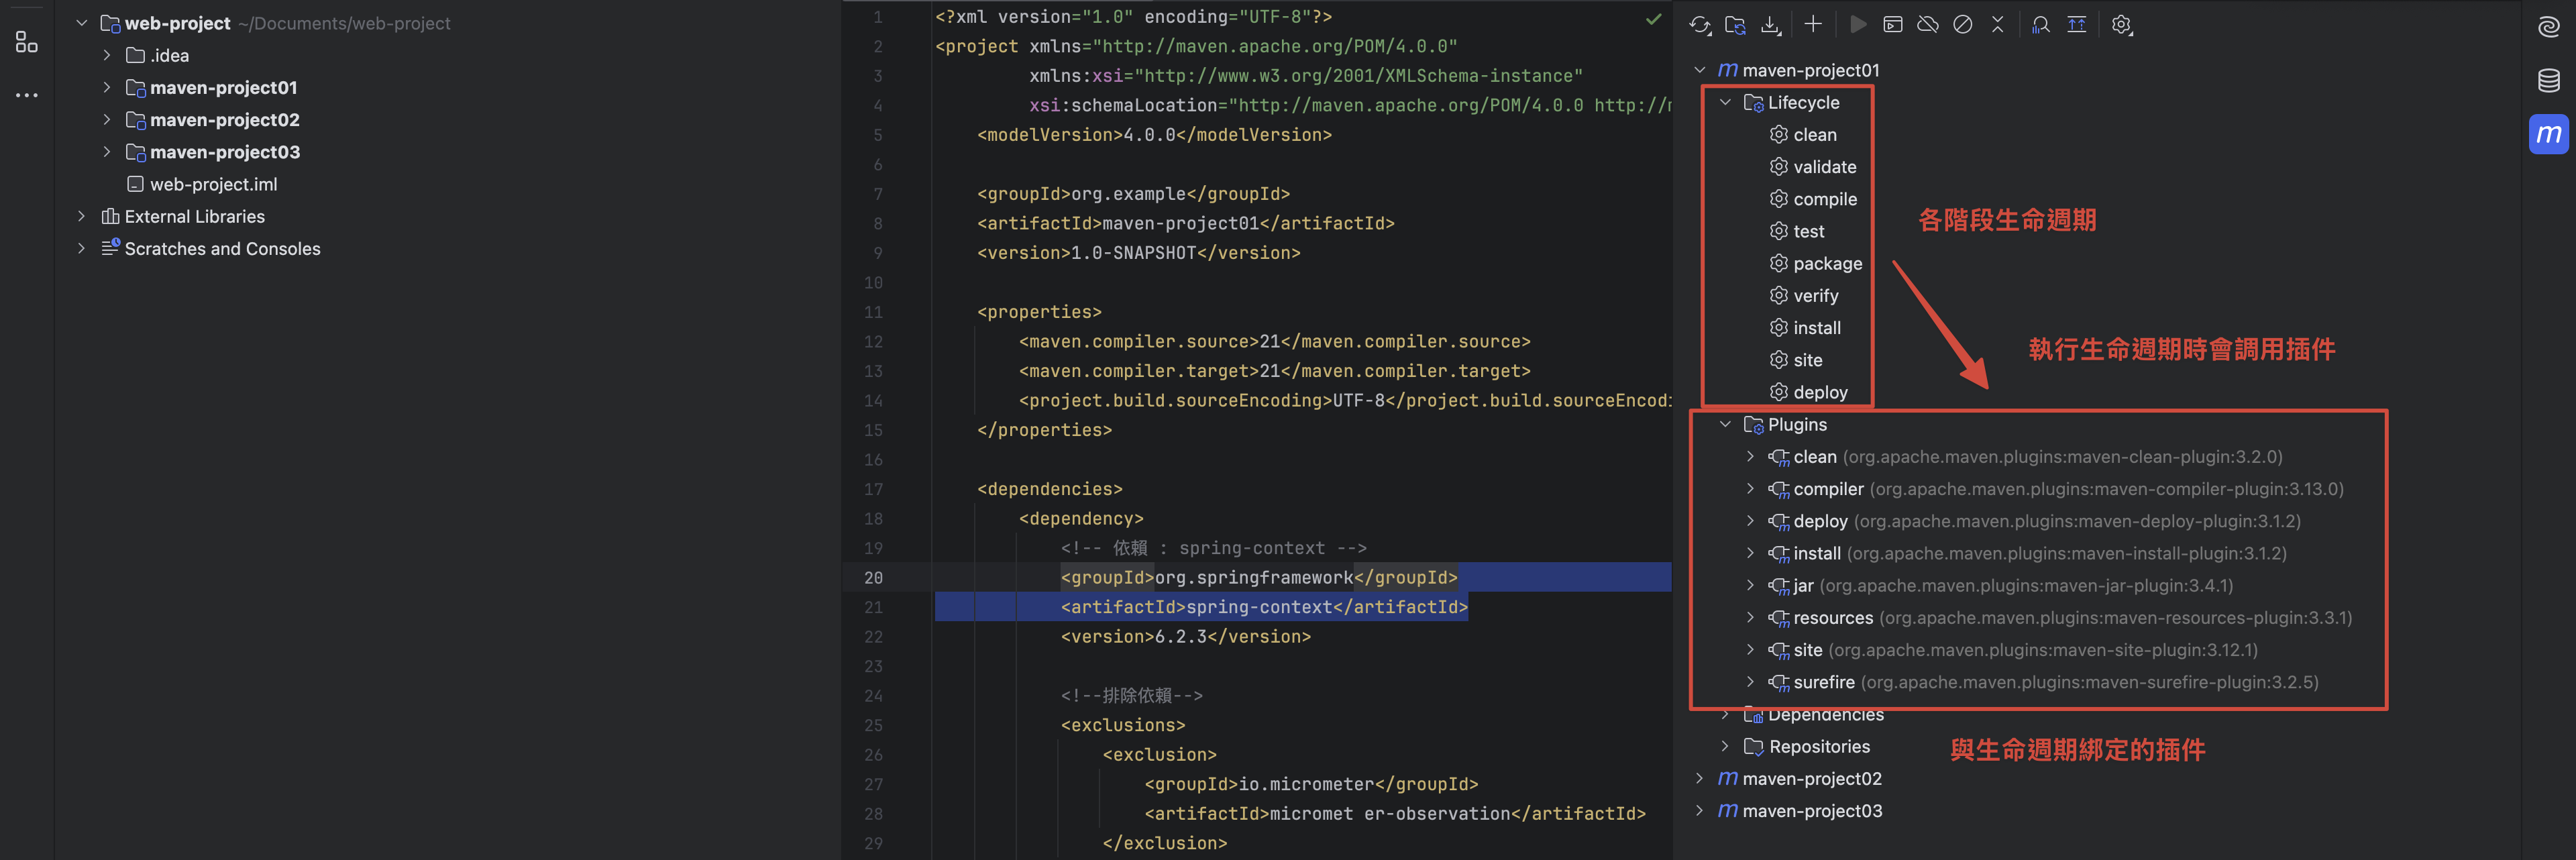 web-project ~/Documents/web-project
.idea
maven-project01
maven-project02
maven-project03
web-project.iml
External Libraries
Scratches and Consoles
1 <?xml version="1.0" encoding="UTF-8"?>
2 <project xmlns="http://maven.apache.org/POM/4.0.0"
3 xmlns:xsi="http://www.w3.org/2001/XMLSchema-instance"
4 xsi:schemaLocation="http://maven.apache.org/POM/4.0.0 http://m
5 <modelVersion>4.0.0</modelVersion>
6
7 <groupId>org.example</groupId>
8 <artifactId>maven-project01</artifactId>
9 <version>1.0-SNAPSHOT</version>
10
11 <properties>
12 <maven.compiler.source>21</maven.compiler.source>
13 <maven.compiler.target>21</maven.compiler.target>
14 <project.build.sourceEncoding>UTF-8</project.build.sourceEncodi
15 </properties>
16
17 <dependencies>
18 <dependency>
19 <!-- 依賴 : spring-context -->
20 <groupId>org.springframework</groupId>
21 <artifactId>spring-context</artifactId>
22 <version>6.2.3</version>
23
24 <!--排除依賴-->
25 <exclusions>
26 <exclusion>
27 <groupId>io.micrometer</groupId>
28 <artifactId>micromet er-observation</artifactId>
29 </exclusion>
m maven-project01
Lifecycle
clean
validate
compile
test
package
verify
install
site
deploy
各階段生命週期
執行生命週期時會調用插件
Plugins
clean (org.apache.maven.plugins:maven-clean-plugin:3.2.0)
compiler (org.apache.maven.plugins:maven-compiler-plugin:3.13.0)
deploy (org.apache.maven.plugins:maven-deploy-plugin:3.1.2)
install (org.apache.maven.plugins:maven-install-plugin:3.1.2)
jar (org.apache.maven.plugins:maven-jar-plugin:3.4.1)
resources (org.apache.maven.plugins:maven-resources-plugin:3.3.1)
site (org.apache.maven.plugins:maven-site-plugin:3.12.1)
surefire (org.apache.maven.plugins:maven-surefire-plugin:3.2.5)
Dependencies
Repositories
與生命週期綁定的插件
m maven-project02
m maven-project03
m